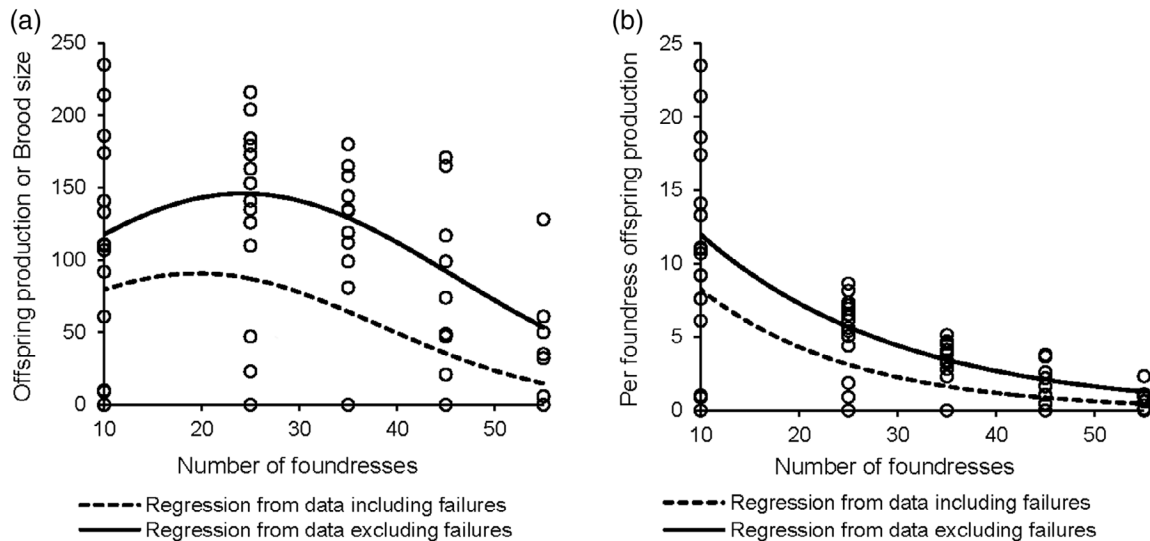 (a)
Offspring production or Brood size
250
200
150
100
50
0
10 20 30 40 50
Number of foundresses
Regression from data including failures
Regression from data excluding failures
(b)
Per foundress offspring production
25
20
15
10
5
0
10 20 30 40 50
Number of foundresses
Regression from data including failures
Regression from data excluding failures